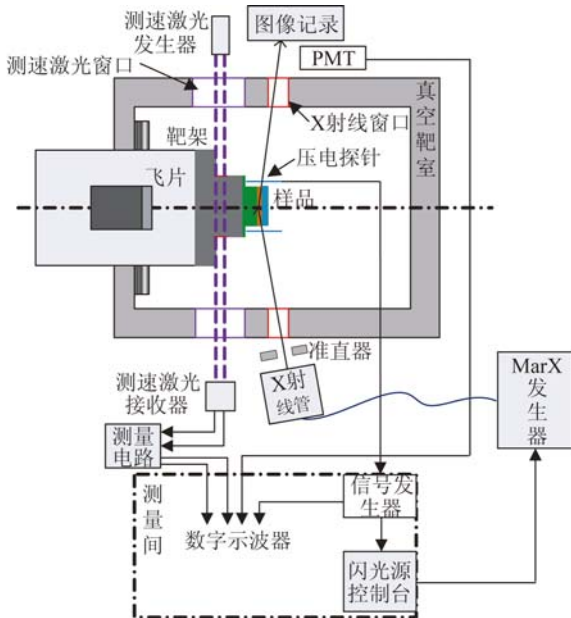 测速激光
发生器
图像记录
PMT
测速激光窗口
X射线窗口
真空靶室
靶架
压电探针
飞片
样品
准直器
X射
线管
测速激光
接收器
MarX
发生器
测量
电路
测量间
信号发
生器
数字示波器
闪光源
控制台